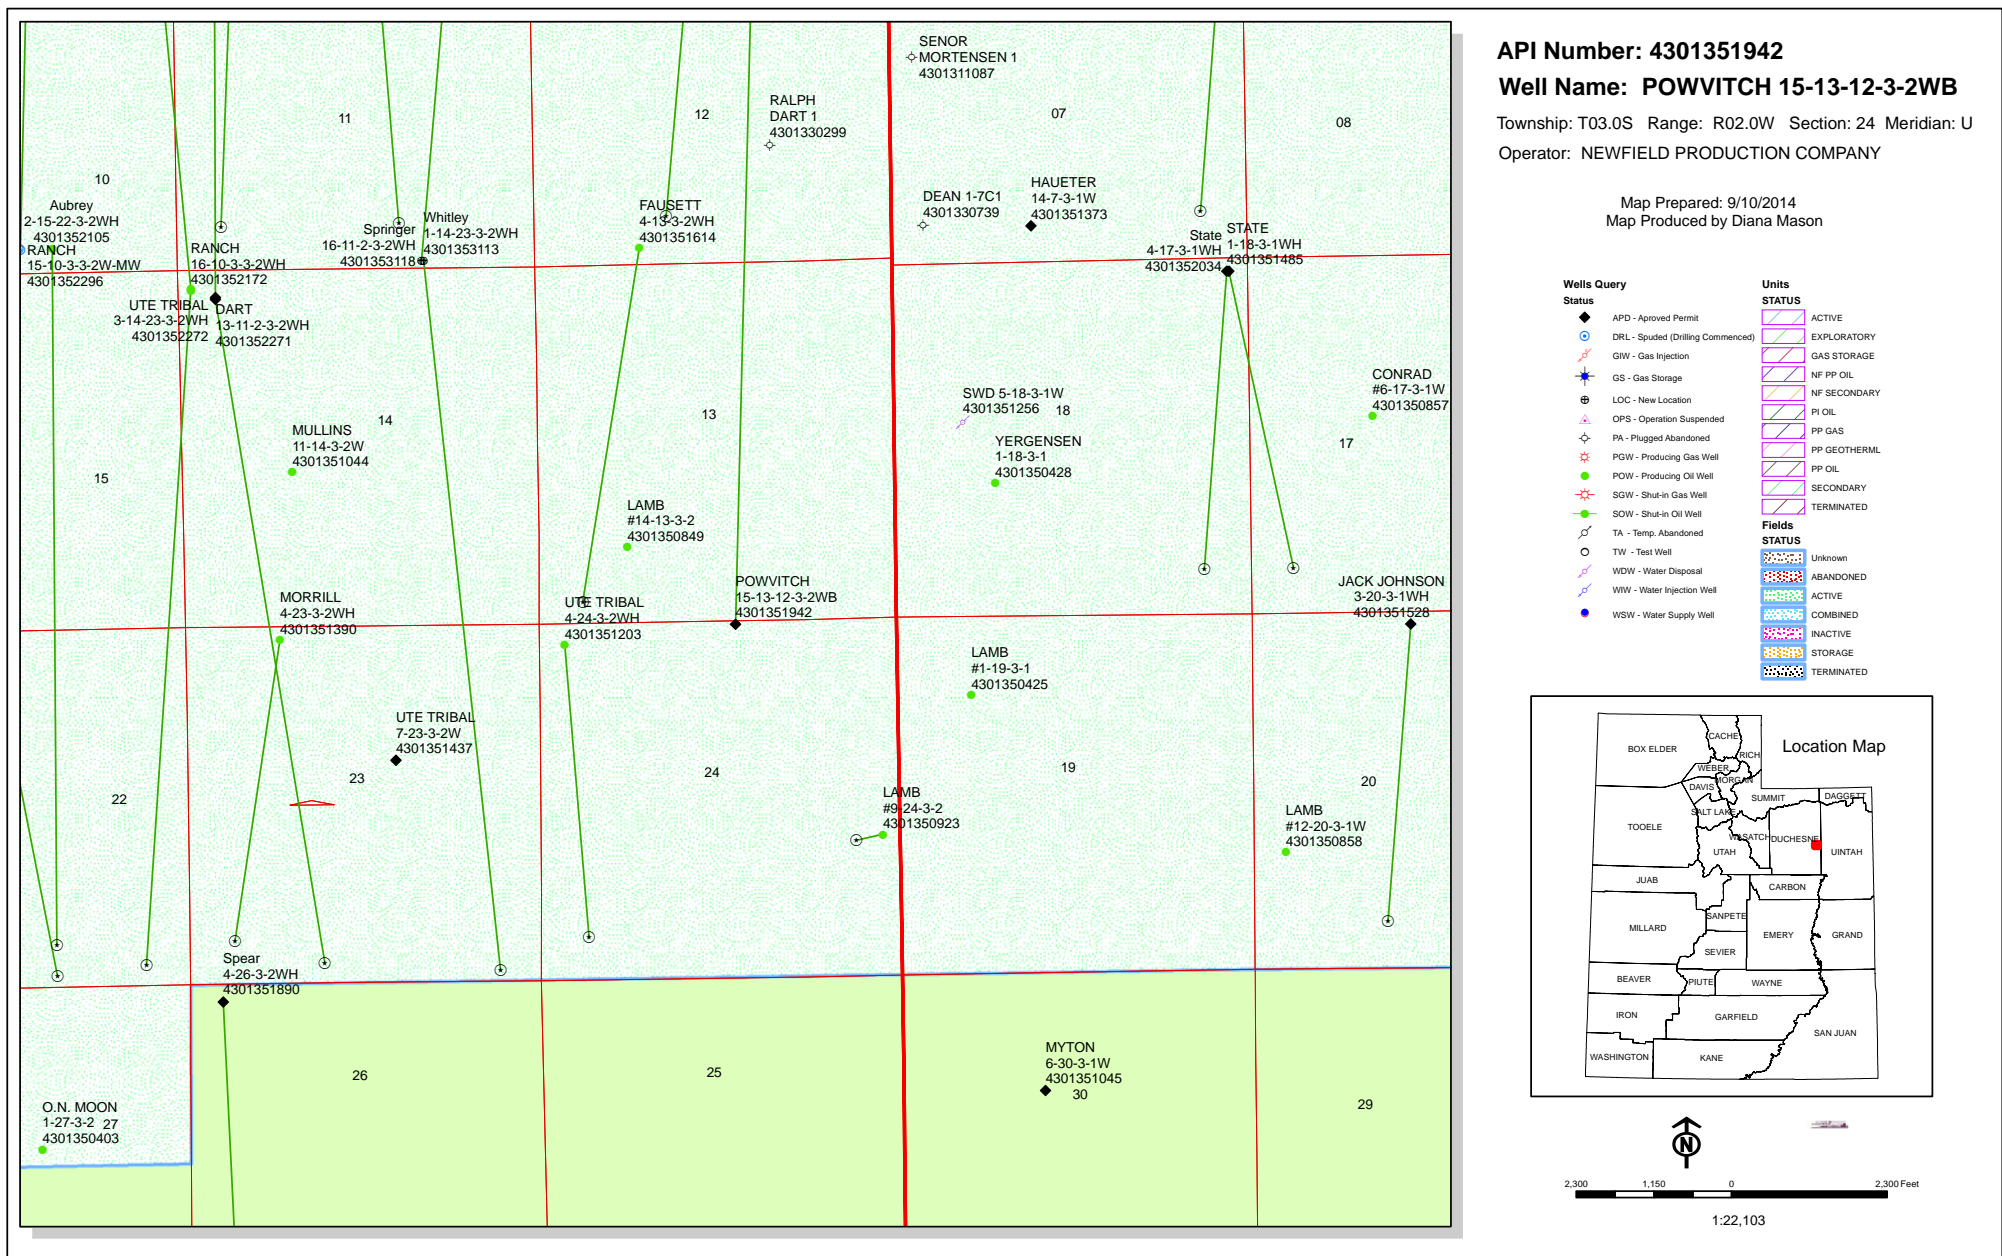 API Number: 4301351942
Well Name: POWVITCH 15-13-12-3-2WB
Township: T03.0S Range: R02.0W Section: 24 Meridian: U
Operator: NEWFIELD PRODUCTION COMPANY
Map Prepared: 9/10/2014
Map Produced by Diana Mason
SENOR
MORTENSEN 1
4301311087
RALPH
DART 1
4301330299
11
12
07
08
10
Aubrey
2-15-22-3-2WH
4301352105
RANCH
15-10-3-3-2W-MW
4301352296
RANCH
16-10-3-3-2WH
4301352172
Springer
16-11-2-3-2WH
4301353118
Whitley
1-14-23-3-2WH
4301353113
FAUSETT
4-13-3-2WH
4301351614
DEAN 1-7C1
4301330739
HAUETER
14-7-3-1W
4301351373
State
4-17-3-1WH
4301352034
STATE
1-18-3-1WH
4301351485
UTE TRIBAL
3-14-23-3-2WH
4301352272
DART
13-11-2-3-2WH
4301352271
15
14
MULLINS
11-14-3-2W
4301351044
13
LAMB
#14-13-3-2
4301350849
SWD 5-18-3-1W
4301351256
18
YERGENSEN
1-18-3-1
4301350428
CONRAD
#6-17-3-1W
4301350857
17
MORRILL
4-23-3-2WH
4301351390
UTE TRIBAL
4-24-3-2WH
4301351203
POWVITCH
15-13-12-3-2WB
4301351942
JACK JOHNSON
3-20-3-1WH
4301351528
LAMB
#1-19-3-1
4301350425
UTE TRIBAL
7-23-3-2W
4301351437
22
23
24
19
20
LAMB
#9-24-3-2
4301350923
LAMB
#12-20-3-1W
4301350858
Spear
4-26-3-2WH
4301351890
26
25
MYTON
6-30-3-1W
4301351045
30
29
O.N. MOON
1-27-3-2
27
4301350403
Wells Query
Status
APD - Aproved Permit
DRL - Spuded (Drilling Commenced)
GIW - Gas Injection
GS - Gas Storage
LOC - New Location
OPS - Operation Suspended
PA - Plugged Abandoned
PGW - Producing Gas Well
POW - Producing Oil Well
SGW - Shut-in Gas Well
SOW - Shut-in Oil Well
TA - Temp. Abandoned
TW - Test Well
WDW - Water Disposal
WIW - Water Injection Well
WSW - Water Supply Well
Units
STATUS
ACTIVE
EXPLORATORY
GAS STORAGE
NF PP OIL
NF SECONDARY
PI OIL
PP GAS
PP GEOTHERML
PP OIL
SECONDARY
TERMINATED
Fields
STATUS
Unknown
ABANDONED
ACTIVE
COMBINED
INACTIVE
STORAGE
TERMINATED
Location Map
BOX ELDER
CACHE
RICH
WEBER
MORGAN
DAVIS
SUMMIT
DAGGETT
SALT LAKE
TOOELE
WASATCH
DUCHESNE
UTAH
UINTAH
JUAB
CARBON
SANPETE
MILLARD
EMERY
GRAND
SEVIER
BEAVER
PIUTE
WAYNE
IRON
GARFIELD
SAN JUAN
WASHINGTON
KANE
N
2,300 1,150 0 2,300 Feet
1:22,103